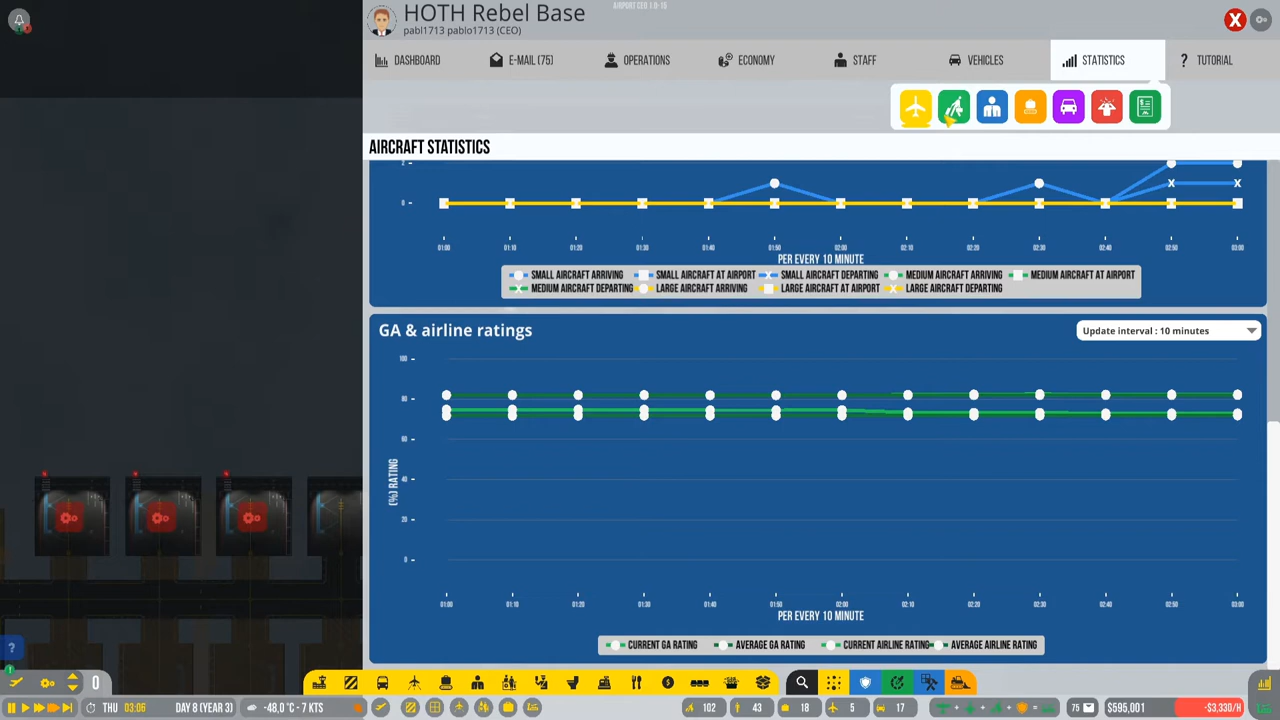 AIRPORT CEO 1.0-15
HOTH Rebel Base
pabl1713 pablo1713 (CEO)
DASHBOARD
E-MAIL (75)
OPERATIONS
ECONOMY
STAFF
VEHICLES
STATISTICS
? TUTORIAL
AIRCRAFT STATISTICS
2
0
01:00 01:10 01:20 01:30 01:40 01:50 02:00 02:10 02:20 02:30 02:40 02:50 03:00
PER EVERY 10 MINUTE
SMALL AIRCRAFT ARRIVING SMALL AIRCRAFT AT AIRPORT SMALL AIRCRAFT DEPARTING MEDIUM AIRCRAFT ARRIVING MEDIUM AIRCRAFT AT AIRPORT
MEDIUM AIRCRAFT DEPARTING LARGE AIRCRAFT ARRIVING LARGE AIRCRAFT AT AIRPORT LARGE AIRCRAFT DEPARTING
GA & airline ratings
Update interval : 10 minutes
100
80
60
40
20
0
(%) RATING
01:00 01:10 01:20 01:30 01:40 01:50 02:00 02:10 02:20 02:30 02:40 02:50 03:00
PER EVERY 10 MINUTE
CURRENT GA RATING AVERAGE GA RATING CURRENT AIRLINE RATING AVERAGE AIRLINE RATING
?
0
THU 03:06 DAY 8 (YEAR 3) -48,0 °C - 7 KTS 102 43 18 5 17 75 $595,001 -$3,330/H